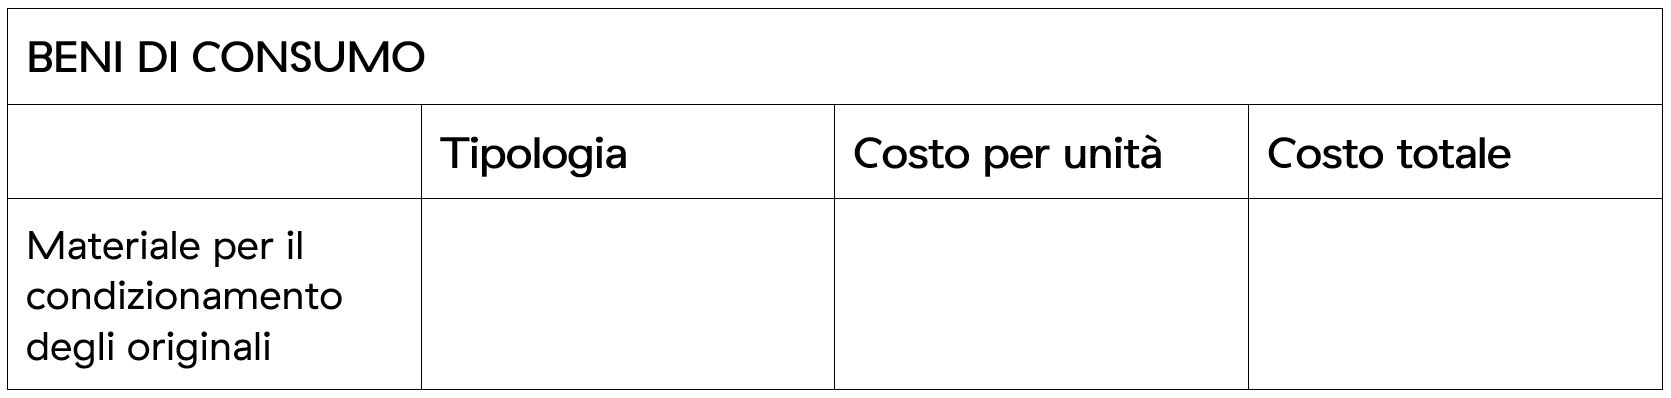 BENI DI CONSUMO
Tipologia
Costo per unità
Costo totale
Materiale per il
condizionamento
degli originali